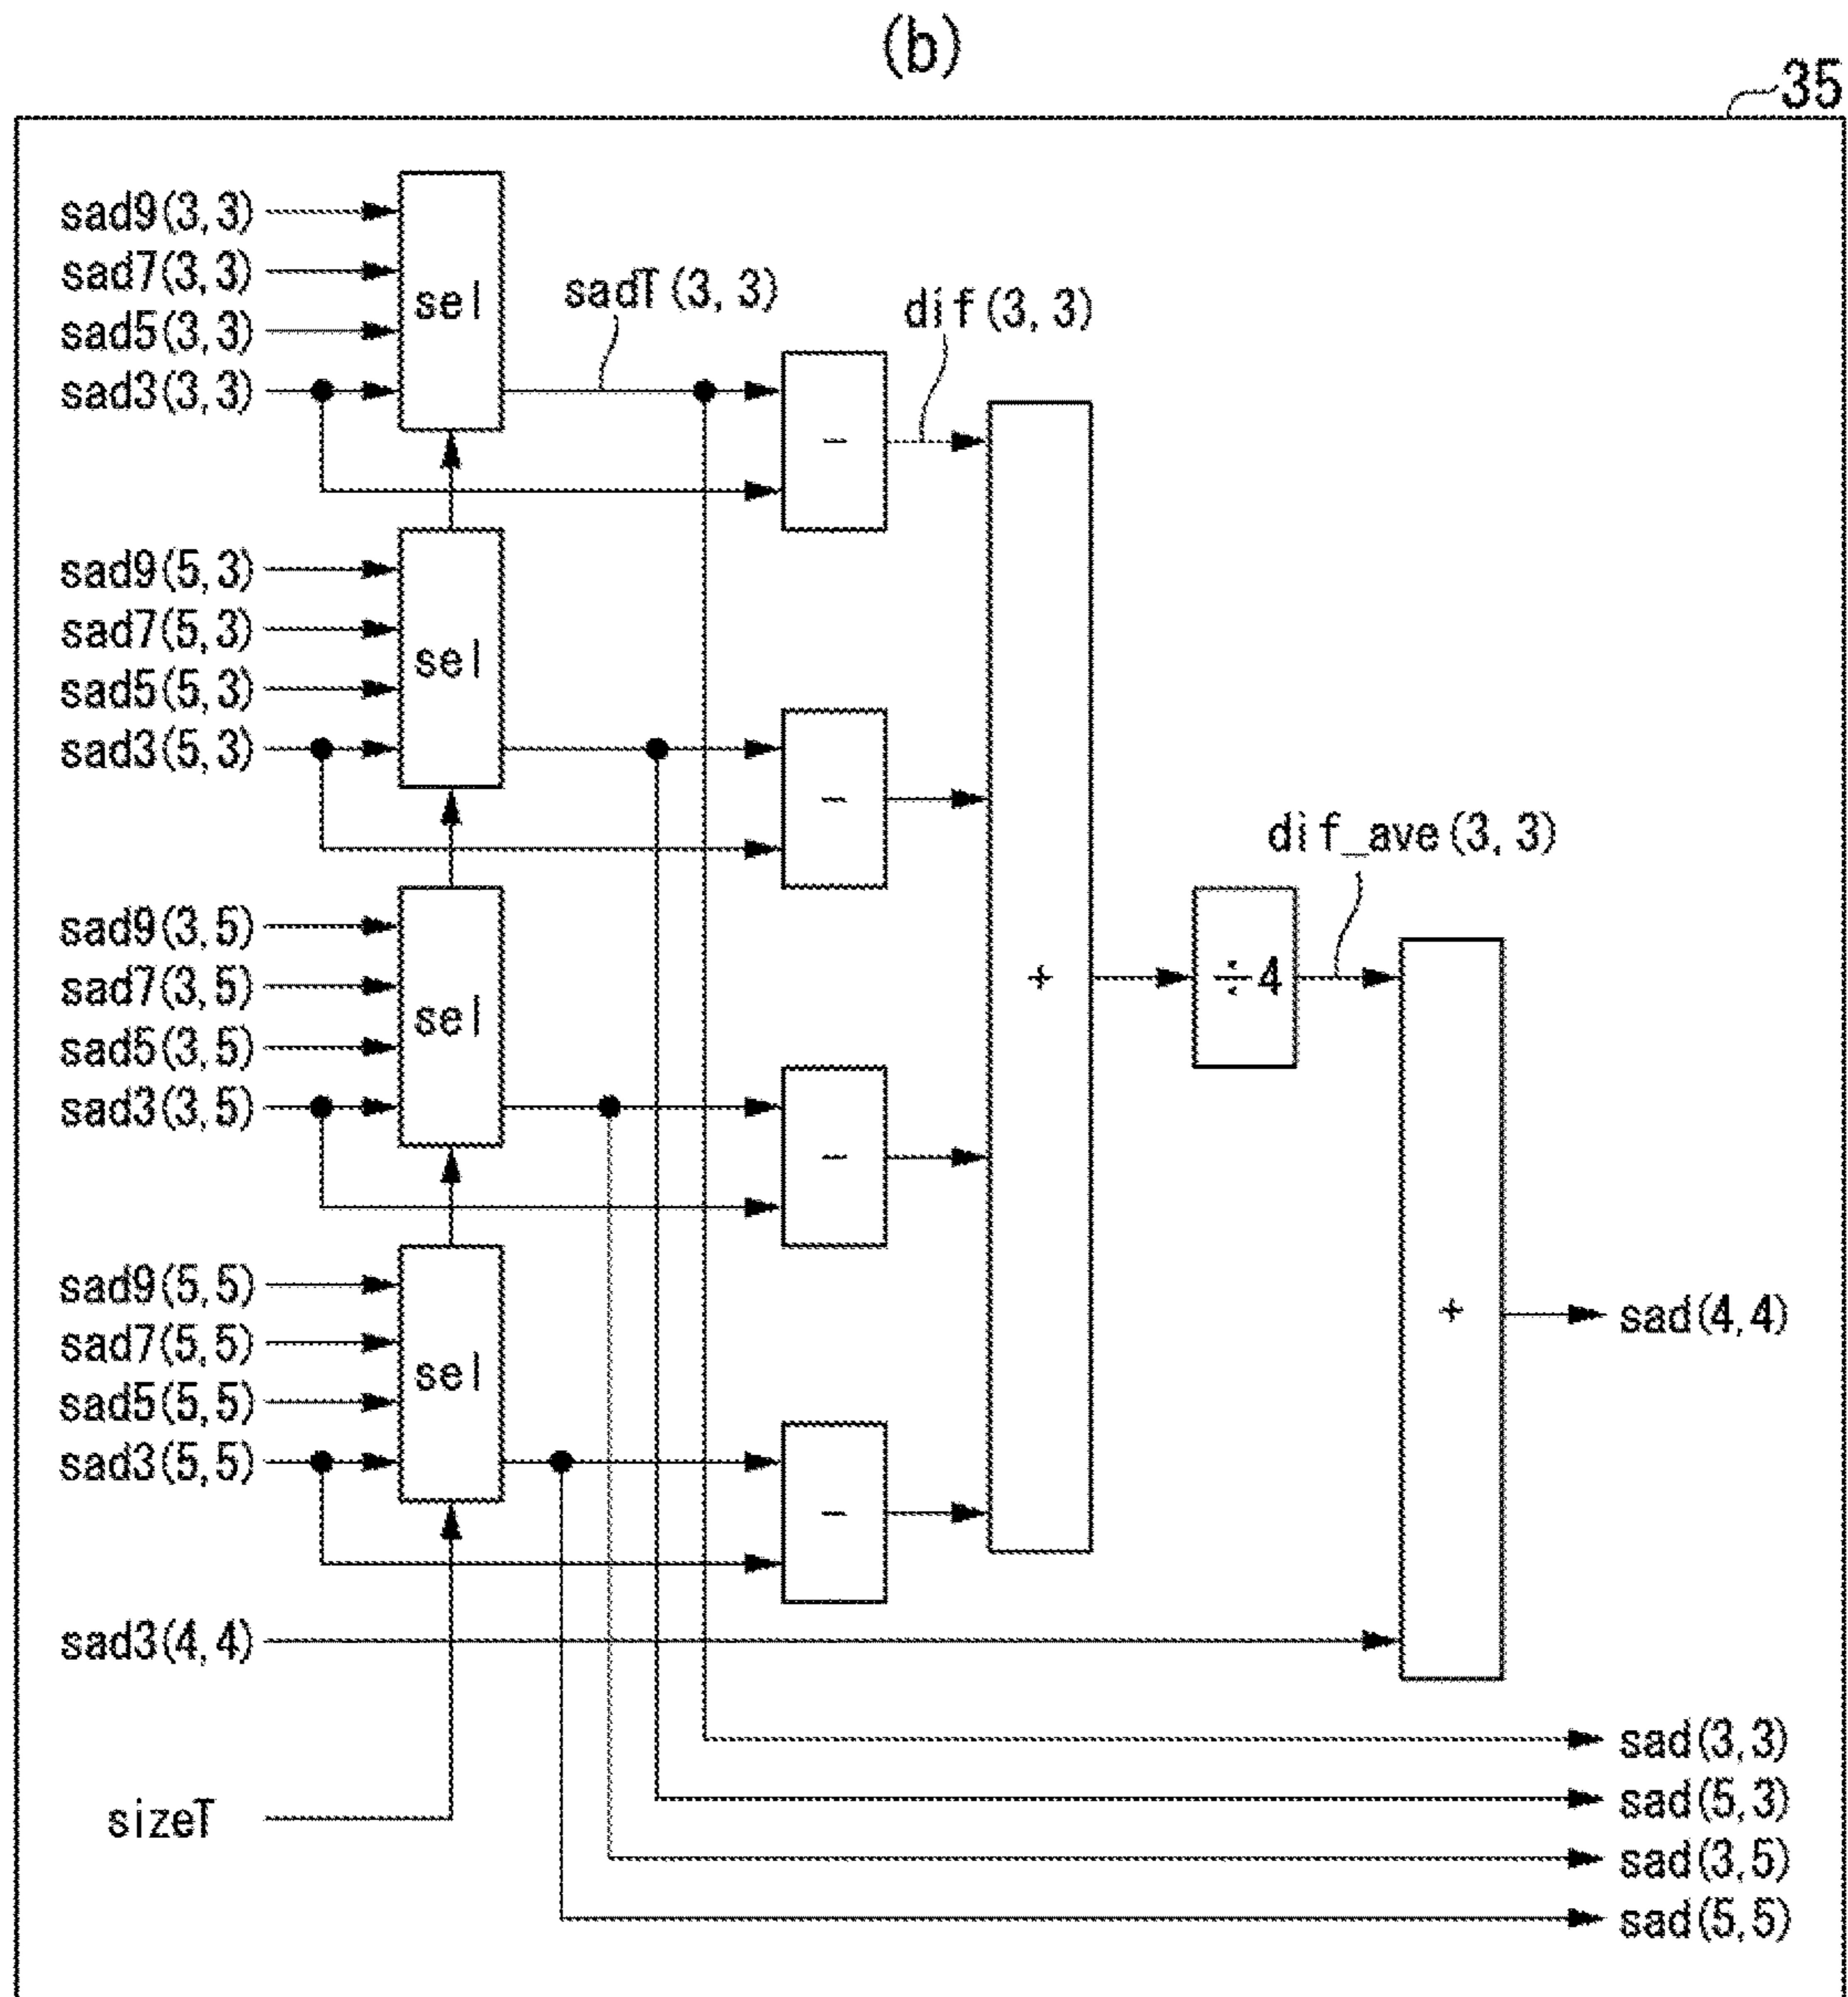 (b)
35
sad9(3,3)
sad7(3,3)
sad5(3,3)
sad3(3,3)
sel
sadT(3,3)
dif(3,3)
-
sad9(5,3)
sad7(5,3)
sad5(5,3)
sad3(5,3)
sel
-
dif_ave(3,3)
sad9(3,5)
sad7(3,5)
sad5(3,5)
sad3(3,5)
sel
-
+
÷4
sad9(5,5)
sad7(5,5)
sad5(5,5)
sad3(5,5)
sel
-
+
sad(4,4)
sad3(4,4)
sizeT
sad(3,3)
sad(5,3)
sad(3,5)
sad(5,5)